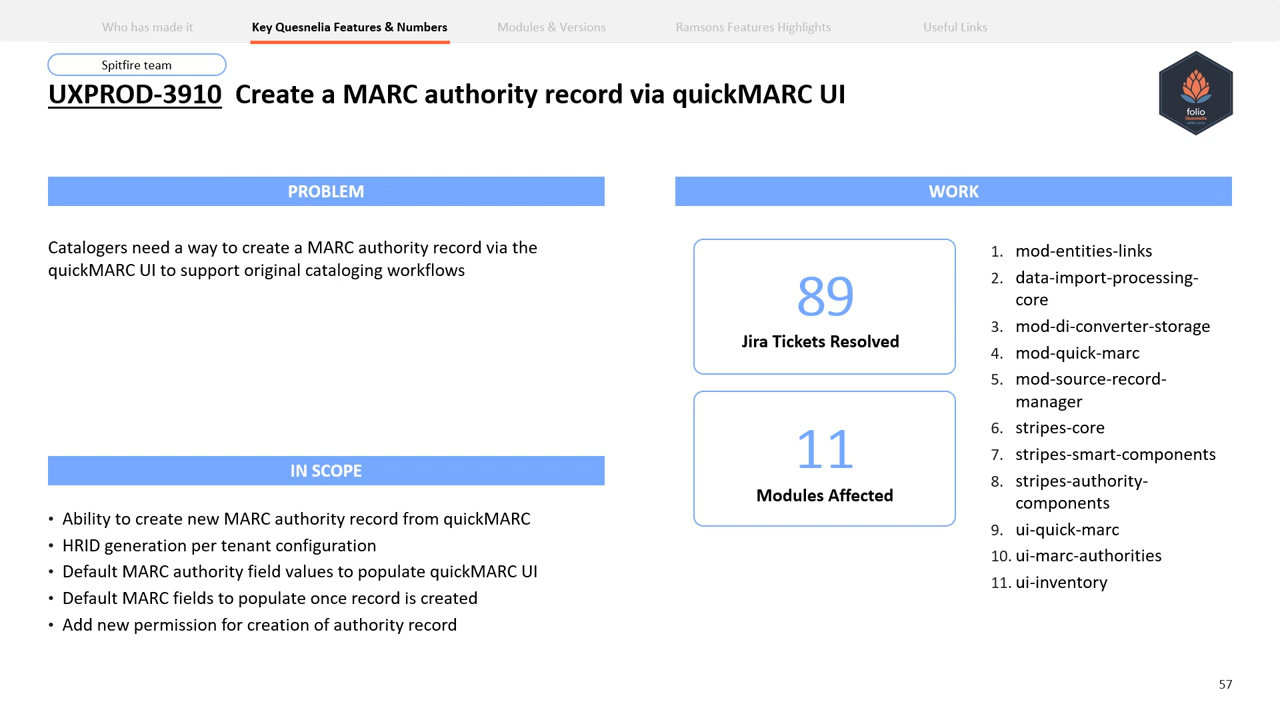 Who has made it
Key Quesnelia Features & Numbers
Modules & Versions
Ramsons Features Highlights
Useful Links
Spitfire team
UXPROD-3910 Create a MARC authority record via quickMARC UI
folio
Quesnelia
PROBLEM
Catalogers need a way to create a MARC authority record via the
quickMARC UI to support original cataloging workflows
IN SCOPE
• Ability to create new MARC authority record from quickMARC
• HRID generation per tenant configuration
• Default MARC authority field values to populate quickMARC UI
• Default MARC fields to populate once record is created
• Add new permission for creation of authority record
WORK
89
Jira Tickets Resolved
11
Modules Affected
1. mod-entities-links
2. data-import-processing-
core
3. mod-di-converter-storage
4. mod-quick-marc
5. mod-source-record-
manager
6. stripes-core
7. stripes-smart-components
8. stripes-authority-
components
9. ui-quick-marc
10. ui-marc-authorities
11. ui-inventory
57